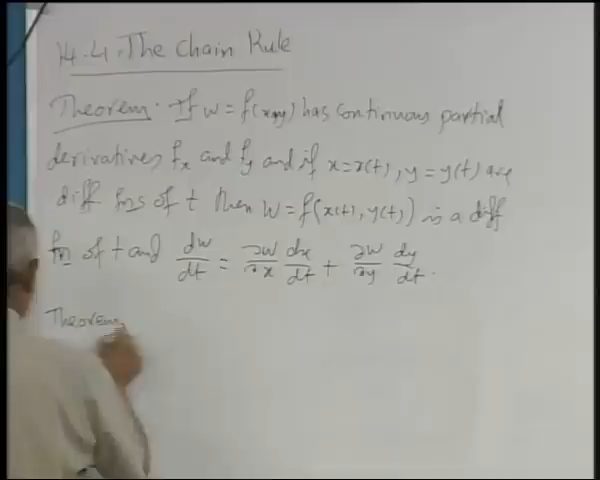 14.4. The Chain Rule
Theorem. If w = f(x,y) has continuous partial
derivatives fx and fy and if x = x(t), y = y(t) are
diff fns of t then w = f(x(t), y(t)) is a diff
fn of t and dw/dt = ∂w/∂x dx/dt + ∂w/∂y dy/dt.
Theorem